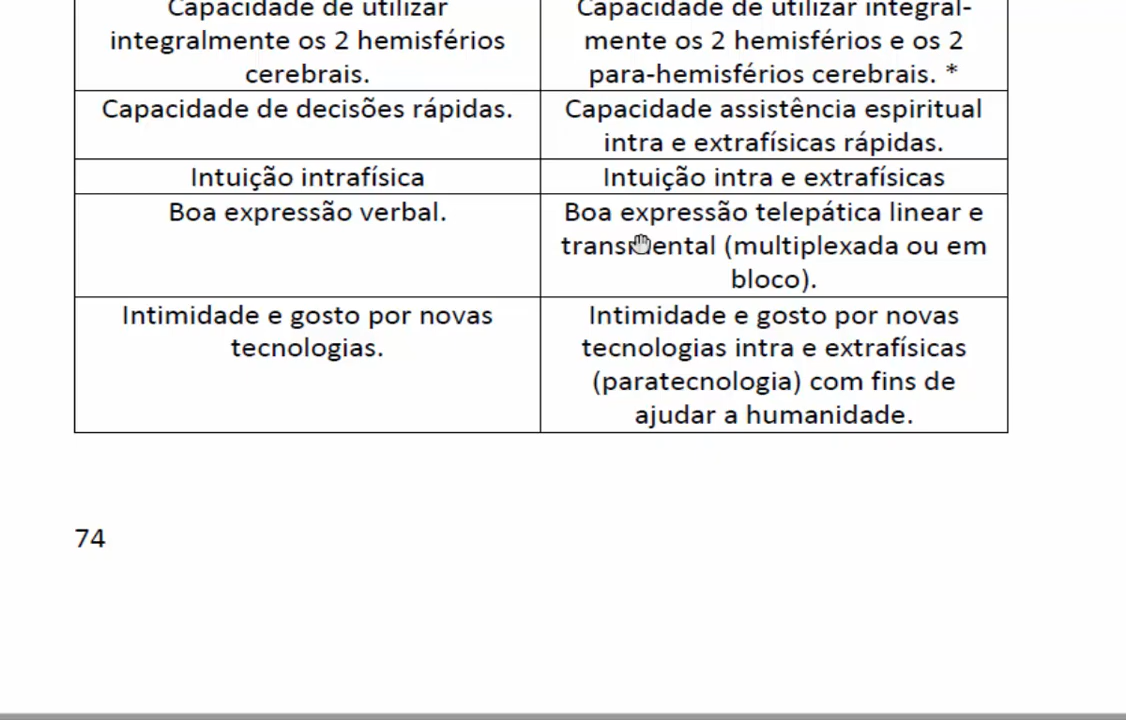 Capacidade de utilizar
integralmente os 2 hemisférios
cerebrais.
Capacidade de utilizar integral-
mente os 2 hemisférios e os 2
para-hemisférios cerebrais. *
Capacidade de decisões rápidas.
Capacidade assistência espiritual
intra e extrafísicas rápidas.
Intuição intrafísica
Intuição intra e extrafísicas
Boa expressão verbal.
Boa expressão telepática linear e
transmental (multiplexada ou em
bloco).
Intimidade e gosto por novas
tecnologias.
Intimidade e gosto por novas
tecnologias intra e extrafísicas
(paratecnologia) com fins de
ajudar a humanidade.
74